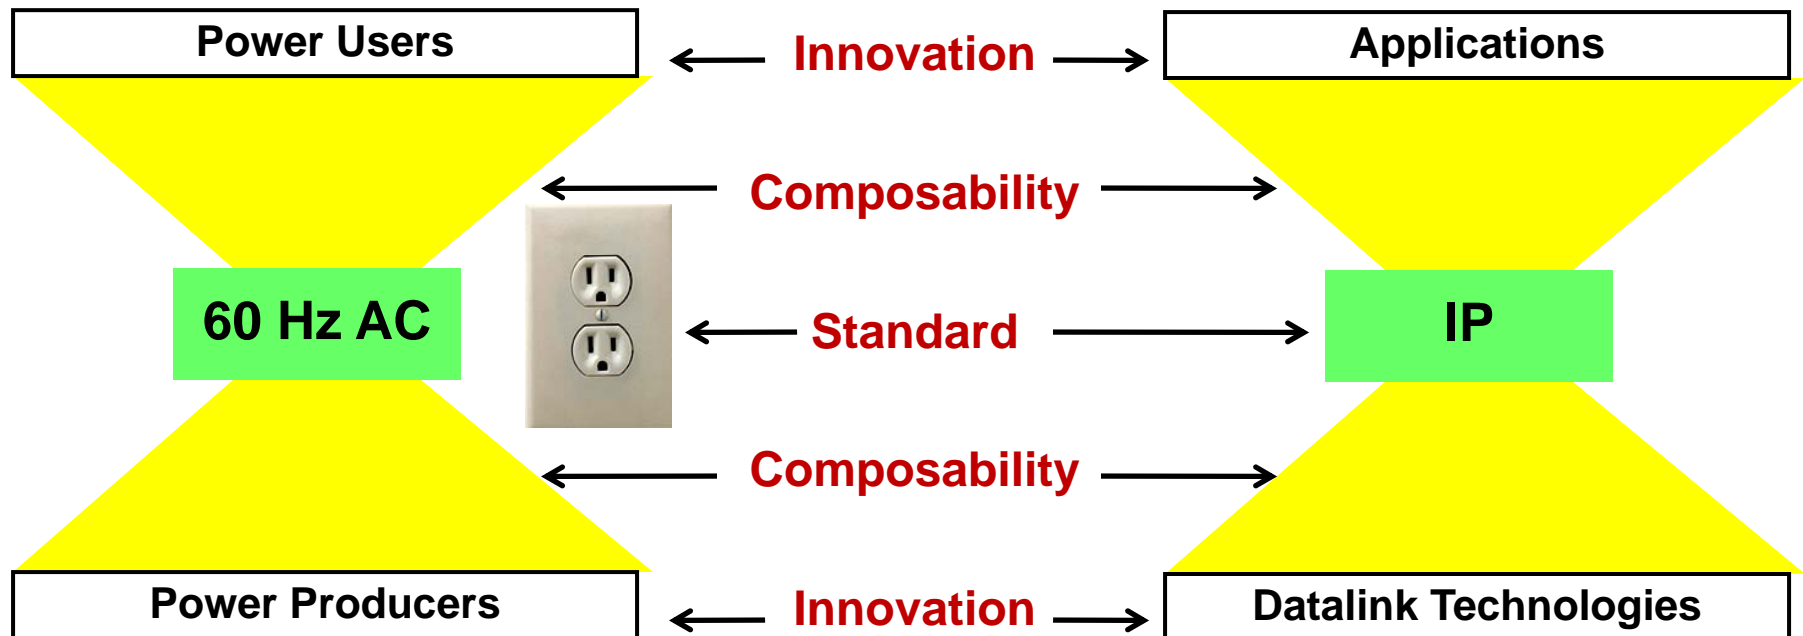 Power Users
Innovation
Applications
Composability
60 Hz AC
Standard
IP
Composability
Power Producers
Innovation
Datalink Technologies